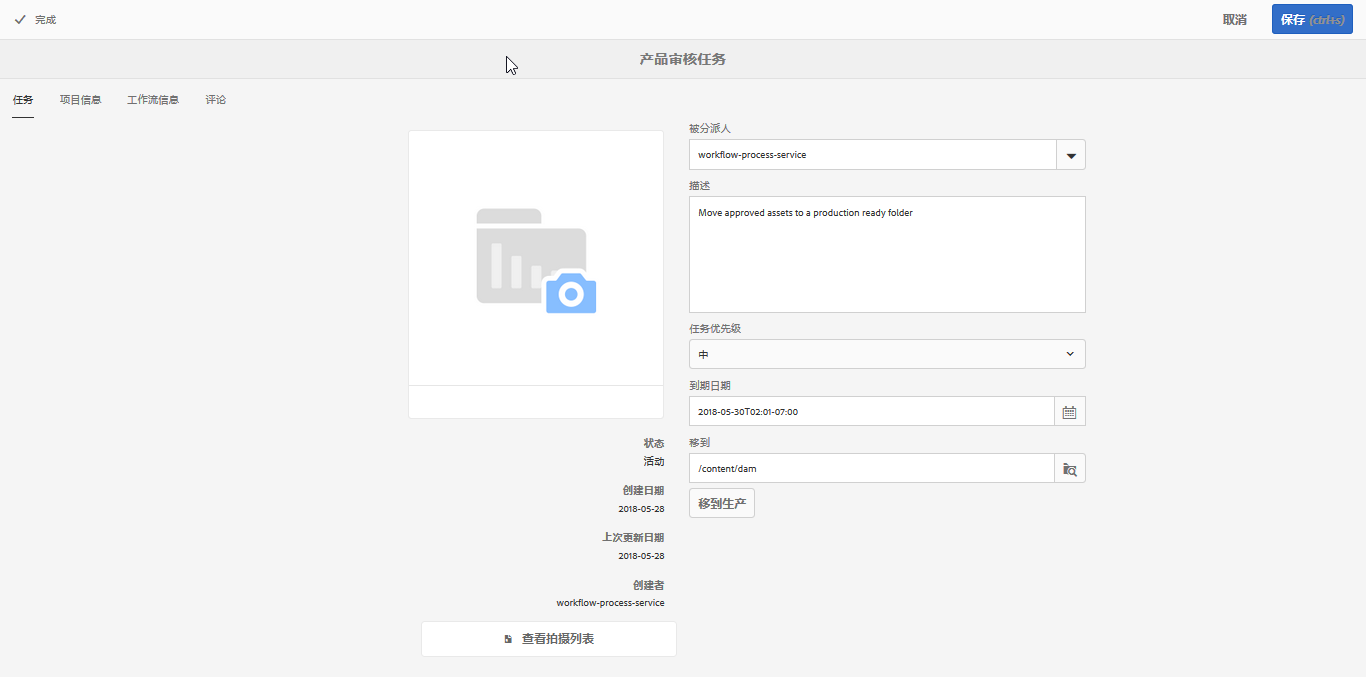 完成
取消
保存 (ctrl+s)
产品审核任务
任务 项目信息 工作流信息 评论
被分派人
workflow-process-service
描述
Move approved assets to a production ready folder
任务优先级
中
到期日期
2018-05-30T02:01-07:00
移到
/content/dam
移到生产
状态
活动
创建日期
2018-05-28
上次更新日期
2018-05-28
创建者
workflow-process-service
查看拍摄列表